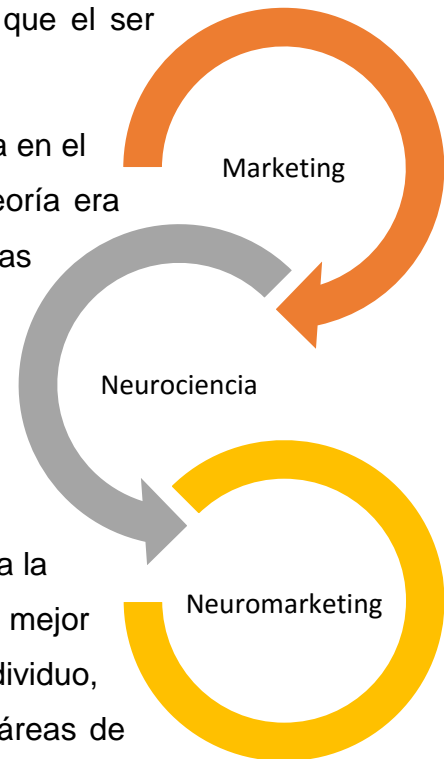 que el ser
a en el
eoría era
as
Marketing
Neurociencia
a la
mejor
dividuo,
áreas de
Neuromarketing